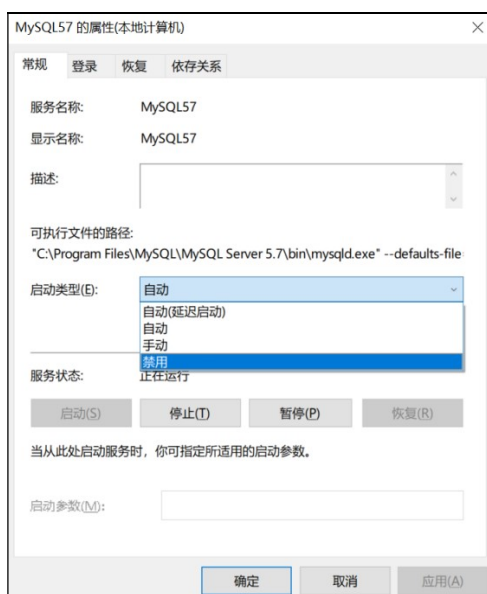 MySQL57 的属性(本地计算机)
常规 登录 恢复 依存关系
服务名称: MySQL57
显示名称: MySQL57
描述:
可执行文件的路径:
"C:\Program Files\MySQL\MySQL Server 5.7\bin\mysqld.exe" --defaults-file
启动类型(E): 自动
自动(延迟启动)
自动
手动
禁用
服务状态: 正在运行
启动(S) 停止(T) 暂停(P) 恢复(R)
当从此处启动服务时，你可指定所适用的启动参数。
启动参数(M):
确定 取消 应用(A)